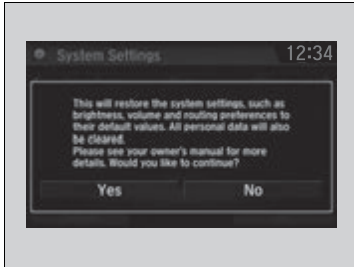 System Settings
12:34
This will restore the system settings, such as
brightness, volume and routing preferences to
their default values. All personal data will also
be cleared.
Please see your owner's manual for more
details. Would you like to continue?
Yes
No